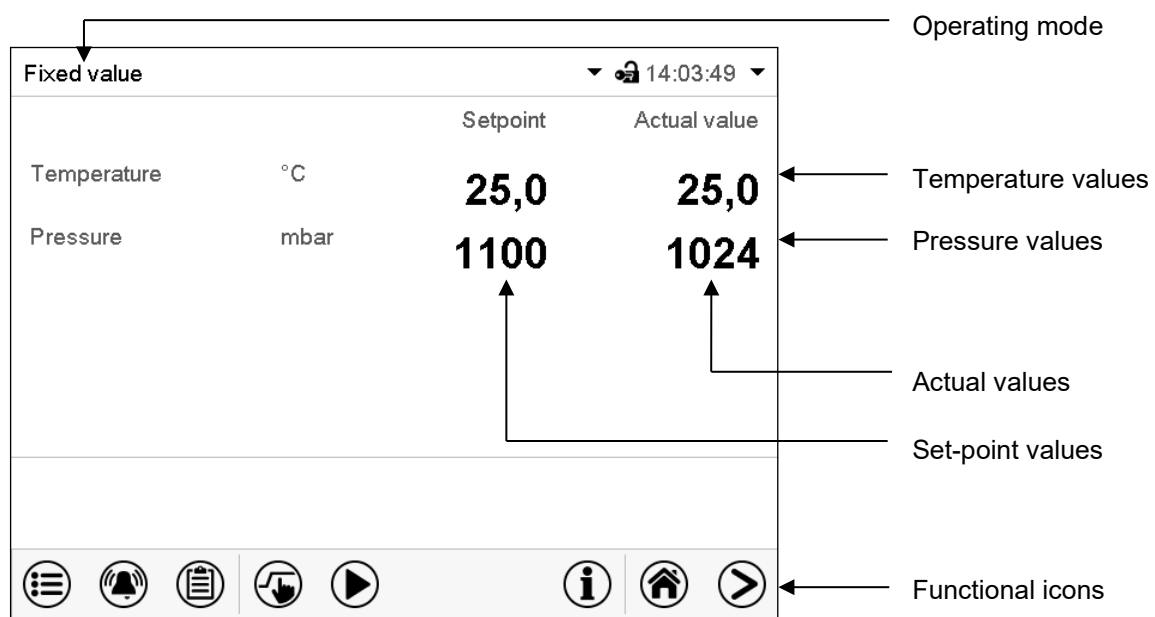 Operating mode
Fixed value 14:03:49
Setpoint Actual value
Temperature °C 25,0 25,0 Temperature values
Pressure mbar 1100 1024 Pressure values
Actual values
Set-point values
Functional icons